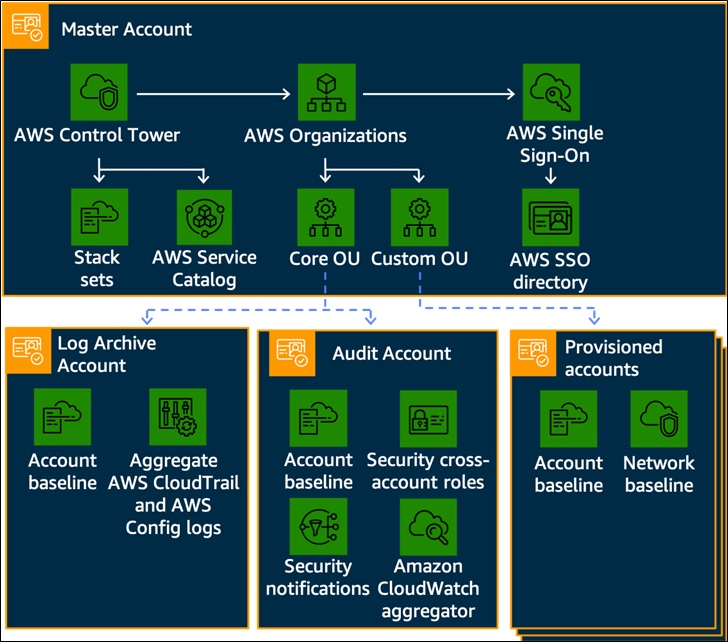 Master Account
AWS Control Tower
AWS Organizations
AWS Single
Sign-On
Stack
sets
AWS Service
Catalog
Core OU
Custom OU
AWS SSO
directory
Log Archive
Account
Account
baseline
Aggregate
AWS CloudTrail
and AWS
Config logs
Audit Account
Account
baseline
Security cross-
account roles
Security
notifications
Amazon
CloudWatch
aggregator
Provisioned
accounts
Account
baseline
Network
baseline